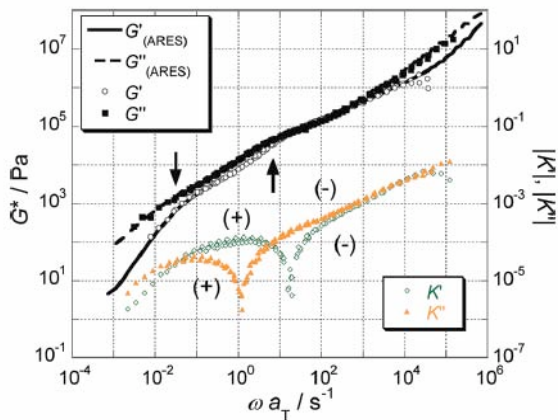 G'(ARES)
G''(ARES)
G'
G''
G* / Pa
10⁷
10⁵
10³
10¹
10⁻¹
|K'|, |K''|
10¹
10⁻¹
10⁻³
10⁻⁵
10⁻⁷
(+)
(-)
(+)
(-)
K'
K''
10⁻⁴ 10⁻² 10⁰ 10² 10⁴ 10⁶
ω a_T / s⁻¹